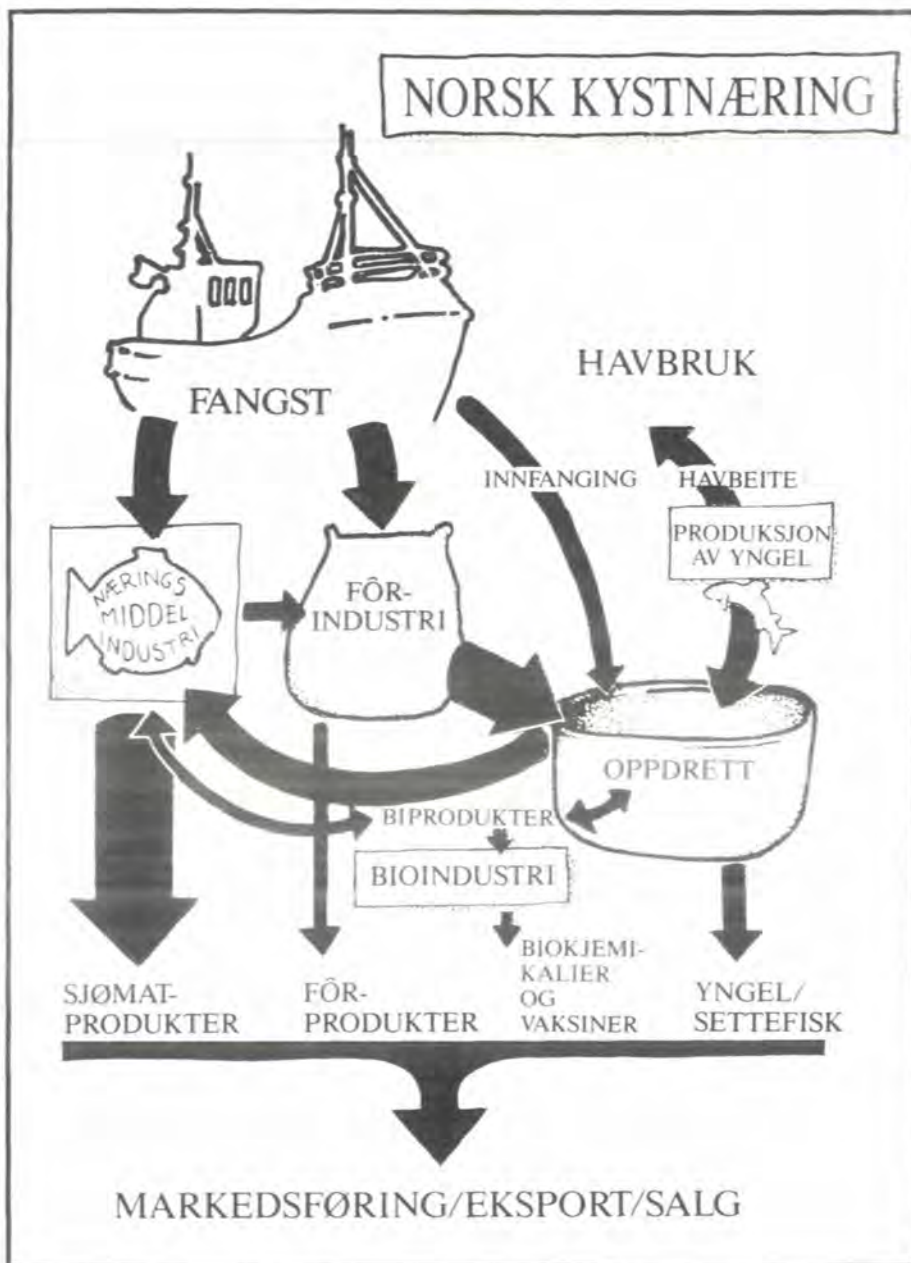 NORSK KYSTNÆRING
HAVBRUK
FANGST
INNFANGING
HAVBEITE
PRODUKSJON
AV YNGEL
NÆRINGS
MIDDEL
INDUSTRI
FÔR-
INDUSTRI
OPPDRETT
BIPRODUKTER
BIOINDUSTRI
SJØMAT-
PRODUKTER
FÔR-
PRODUKTER
BIOKJEMI-
KALIER
OG
VAKSINER
YNGEL/
SETTEFISK
MARKEDSFØRING/EKSPORT/SALG